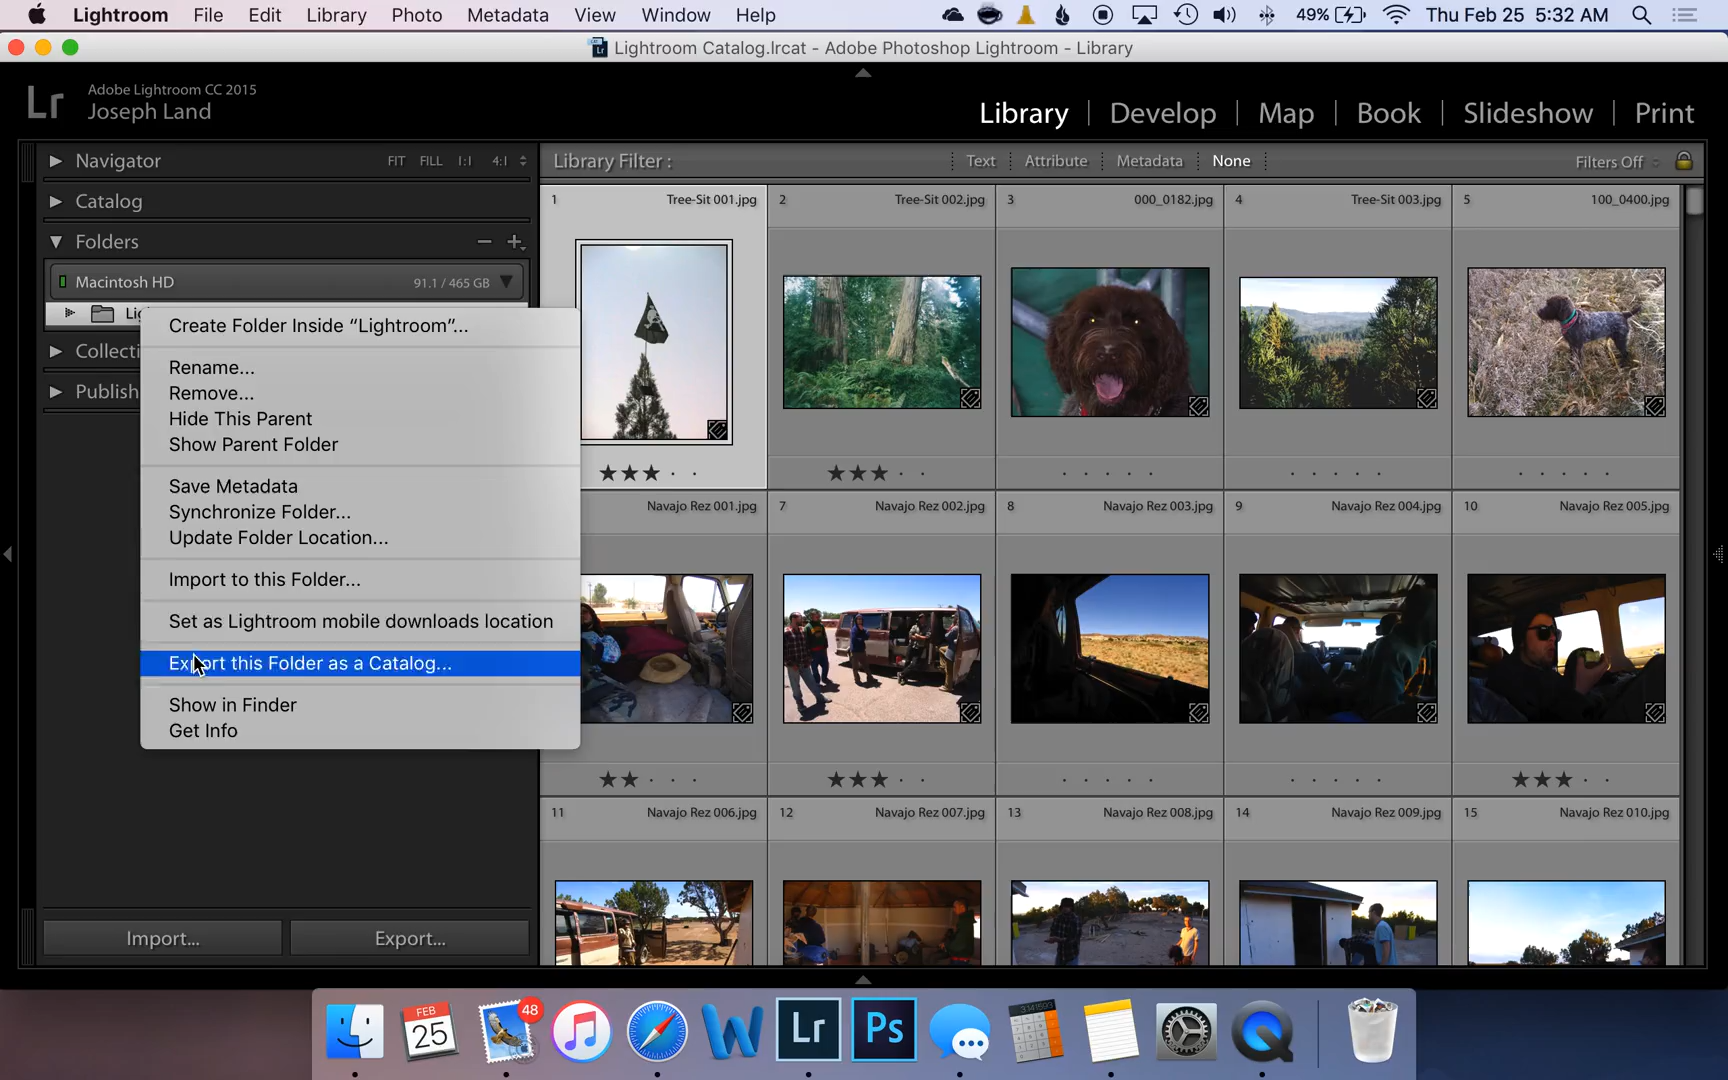 Lightroom File Edit Library Photo Metadata View Window Help 49% Thu Feb 25 5:32 AM
Lightroom Catalog.lrcat - Adobe Photoshop Lightroom - Library
Lr Adobe Lightroom CC 2015
Joseph Land
Library | Develop | Map | Book | Slideshow | Print
Navigator FIT FILL 1:1 4:1
Library Filter : Text Attribute Metadata None Filters Off
Catalog
Folders
Macintosh HD 91.1 / 465 GB
Lig
Collecti
Publish
Create Folder Inside “Lightroom”...
Rename...
Remove...
Hide This Parent
Show Parent Folder
Save Metadata
Synchronize Folder...
Update Folder Location...
Import to this Folder...
Set as Lightroom mobile downloads location
Export this Folder as a Catalog...
Show in Finder
Get Info
1 Tree-Sit 001.jpg 2 Tree-Sit 002.jpg 3 000_0182.jpg 4 Tree-Sit 003.jpg 5 100_0400.jpg
Navajo Rez 001.jpg 7 Navajo Rez 002.jpg 8 Navajo Rez 003.jpg 9 Navajo Rez 004.jpg 10 Navajo Rez 005.jpg
11 Navajo Rez 006.jpg 12 Navajo Rez 007.jpg 13 Navajo Rez 008.jpg 14 Navajo Rez 009.jpg 15 Navajo Rez 010.jpg
Import... Export...
FEB
25
48
W
Lr
Ps